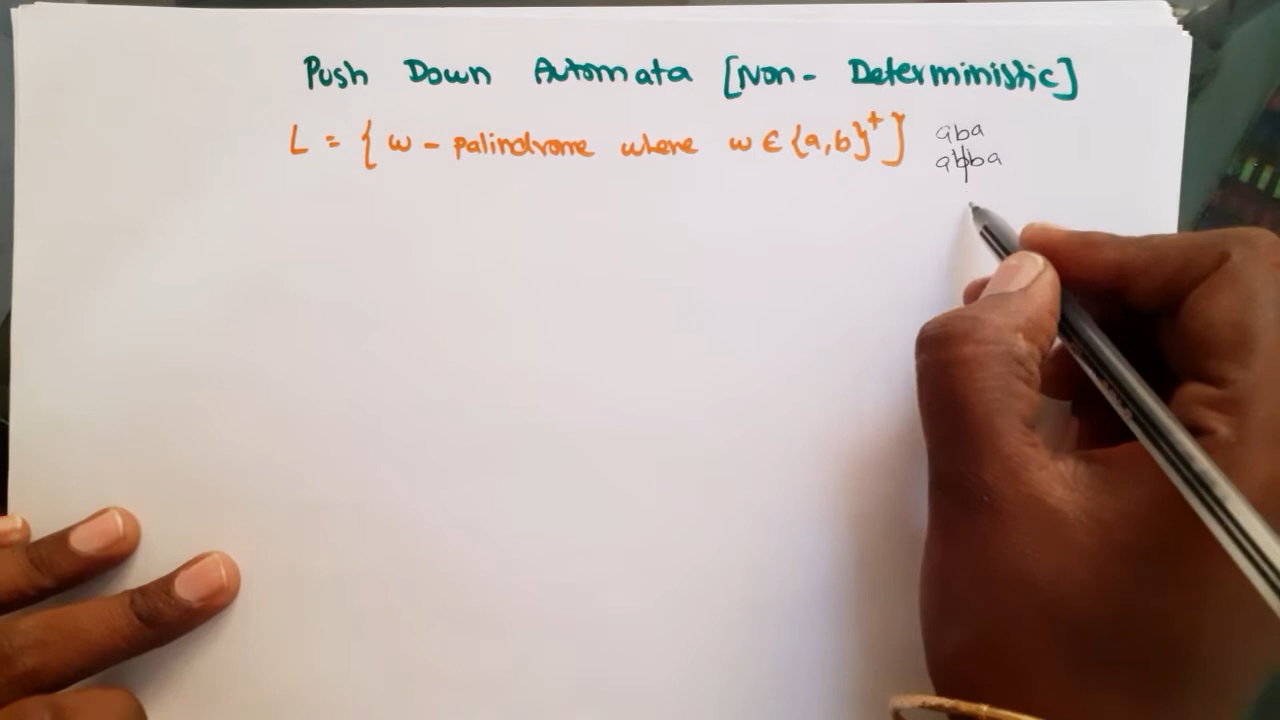 Push Down Automata [Non-Deterministic]
L = { w - palindrome where w ∈ {a,b}⁺ }
aba
abba